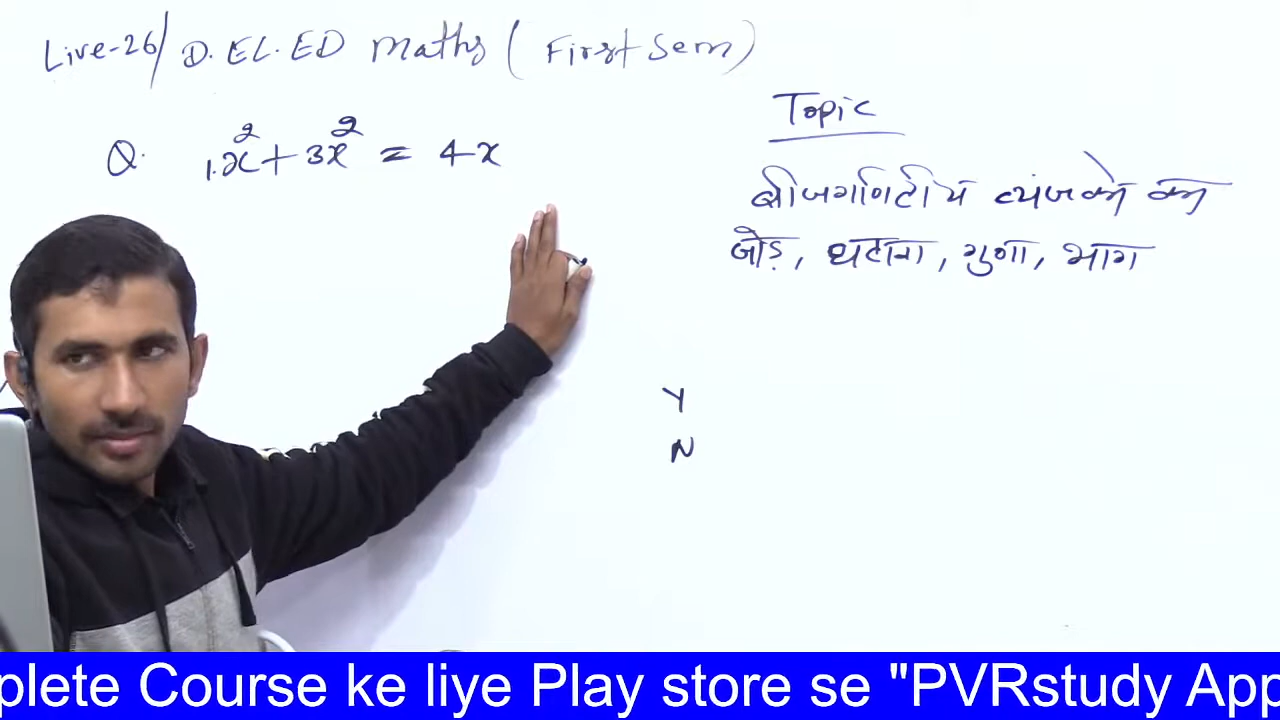 Live-26/ D.EL.ED Maths ( First Sem )
Q. 1.x²+3x² = 4x
Topic
बीजगणितीय व्यंजको का
जोड़, घटाना, गुणा, भाग
Y
N
plete Course ke liye Play store se "PVRstudy App